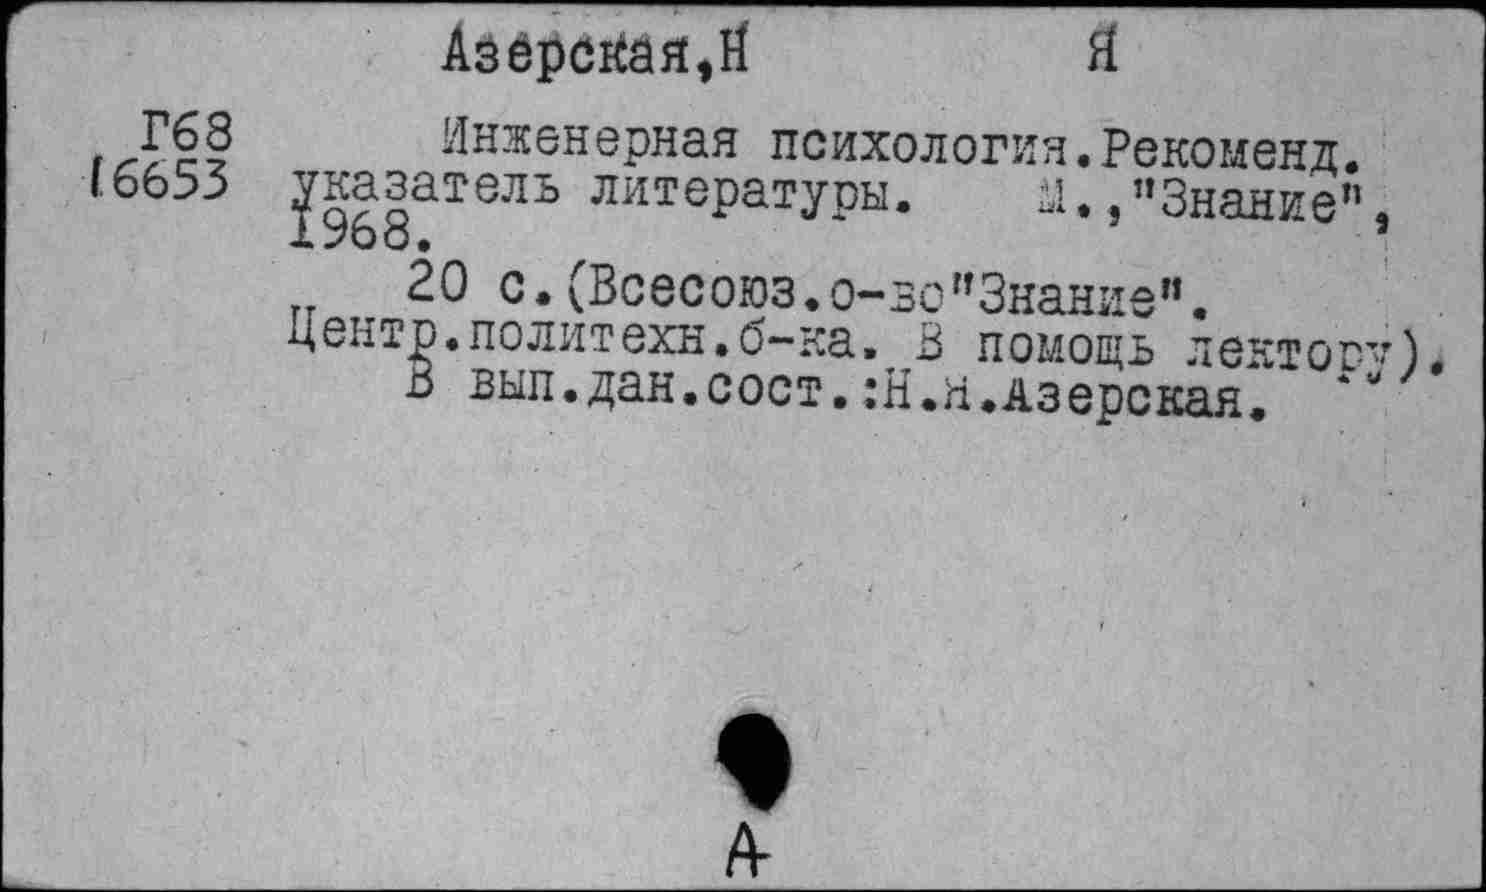 Азерская,Н Я
Г68 Инженерная психология.Рекоменд.
16653 указатель литературы. М.,"Знание",
1968.
20 с.(Всесоюз.о-во"Знание".
Центр.политехн.б-ка. В помощь лектору).
В вып.дан.сост.:Н.Я.Азерская.
А